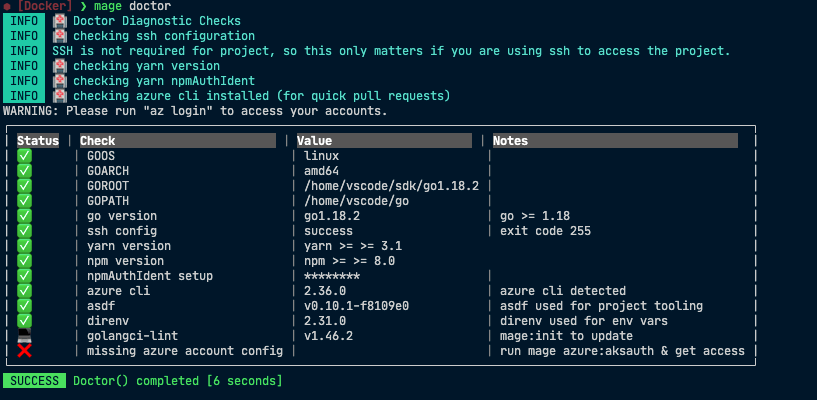 [Docker] ❯ mage doctor
INFO 🏥 Doctor Diagnostic Checks
INFO 🏥 checking ssh configuration
INFO SSH is not required for project, so this only matters if you are using ssh to access the project.
INFO 🏥 checking yarn version
INFO 🏥 checking yarn npmAuthIdent
INFO 🏥 checking azure cli installed (for quick pull requests)
WARNING: Please run "az login" to access your accounts.
Status | Check | Value | Notes
✅ | GOOS | linux |
✅ | GOARCH | amd64 |
✅ | GOROOT | /home/vscode/sdk/go1.18.2 |
✅ | GOPATH | /home/vscode/go |
✅ | go version | go1.18.2 | go >= 1.18
✅ | ssh config | success | exit code 255
✅ | yarn version | yarn >= >= 3.1
✅ | npm version | npm >= >= 8.0
✅ | npmAuthIdent setup | ******** |
✅ | azure cli | 2.36.0 | azure cli detected
✅ | asdf | v0.10.1-f8109e0 | asdf used for project tooling
✅ | direnv | 2.31.0 | direnv used for env vars
| golangci-lint | v1.46.2 | mage:init to update
❌ | missing azure account config | | run mage azure:aksauth & get access
SUCCESS Doctor() completed [6 seconds]